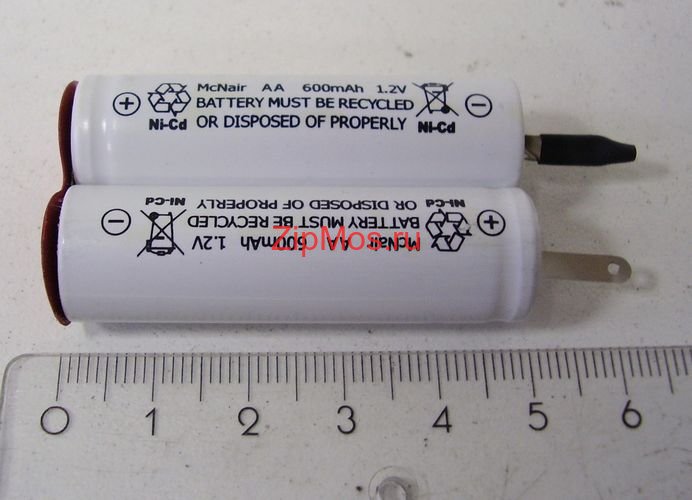 McNair AA 600mAh 1.2V
+ BATTERY MUST BE RECYCLED −
Ni-Cd OR DISPOSED OF PROPERLY Ni-Cd
McNair AA 600mAh 1.2V
+ BATTERY MUST BE RECYCLED −
Ni-Cd OR DISPOSED OF PROPERLY Ni-Cd
ZipMos.ru
0 1 2 3 4 5 6